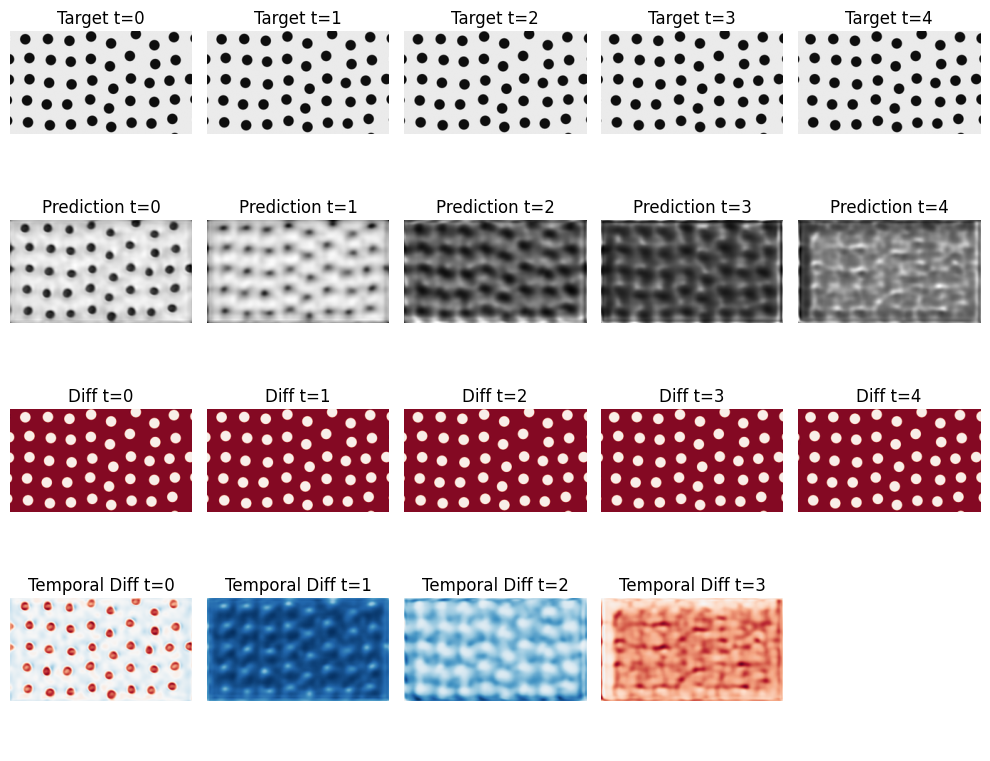 Target t=0 Target t=1 Target t=2 Target t=3 Target t=4
Prediction t=0 Prediction t=1 Prediction t=2 Prediction t=3 Prediction t=4
Diff t=0 Diff t=1 Diff t=2 Diff t=3 Diff t=4
Temporal Diff t=0 Temporal Diff t=1 Temporal Diff t=2 Temporal Diff t=3